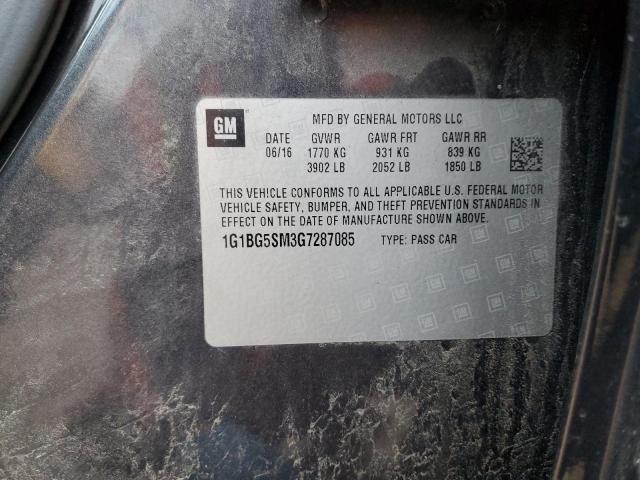 GM
MFD BY GENERAL MOTORS LLC
DATE GVWR GAWR FRT GAWR RR
06/16 1770 KG 931 KG 839 KG
3902 LB 2052 LB 1850 LB
THIS VEHICLE CONFORMS TO ALL APPLICABLE U.S. FEDERAL MOTOR
VEHICLE SAFETY, BUMPER, AND THEFT PREVENTION STANDARDS IN
EFFECT ON THE DATE OF MANUFACTURE SHOWN ABOVE.
1G1BG5SM3G7287085 TYPE: PASS CAR